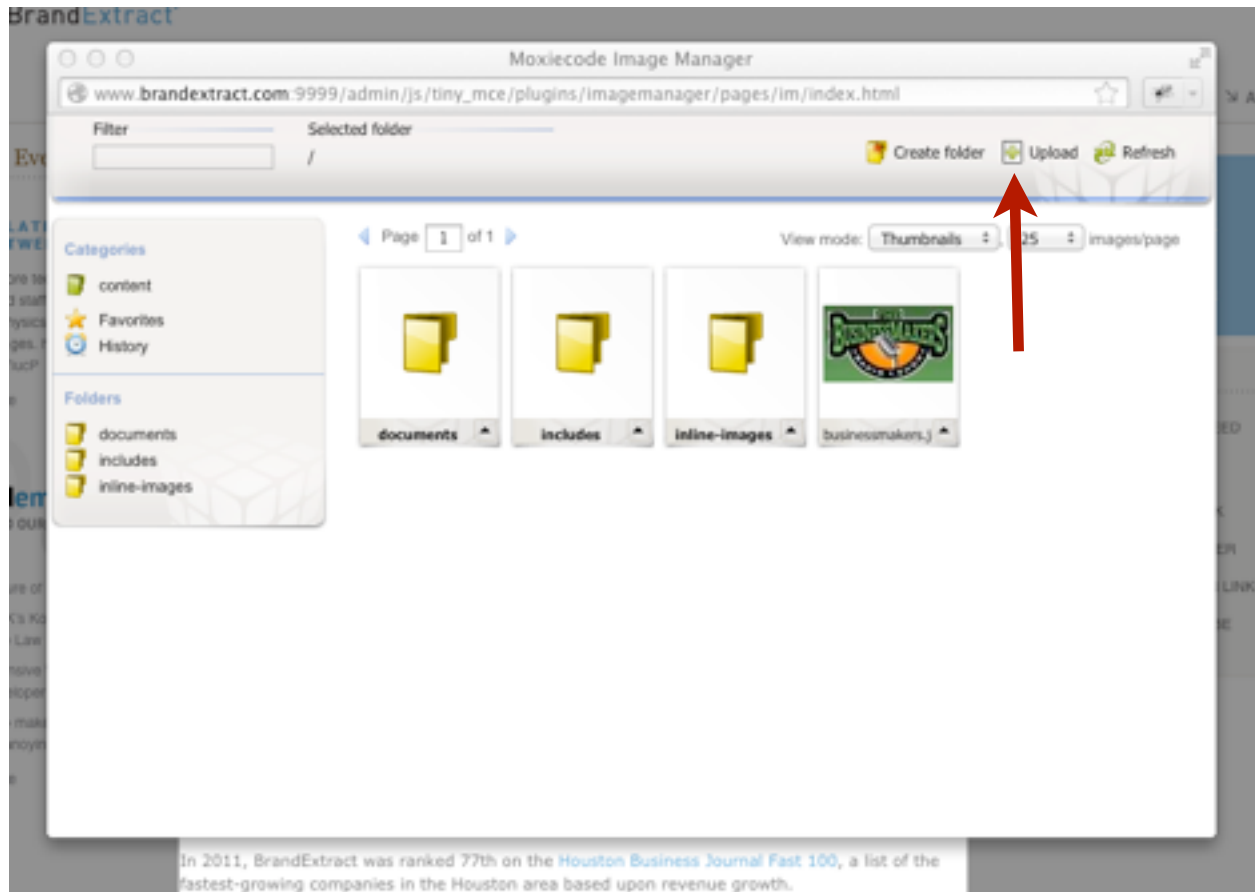 BrandExtract
Moxiecode Image Manager
www.brandextract.com:9999/admin/js/tiny_mce/plugins/imagemanager/pages/im/index.html
Filter
Selected folder
/
Create folder Upload Refresh
Categories
content
Favorites
History
Folders
documents
includes
inline-images
Page 1 of 1
View mode: Thumbnails , 25 images/page
BUSINESSMAKERS
documents
includes
inline-images
businessmakers.j
LINK
In 2011, BrandExtract was ranked 77th on the Houston Business Journal Fast 100, a list of the
fastest-growing companies in the Houston area based upon revenue growth.